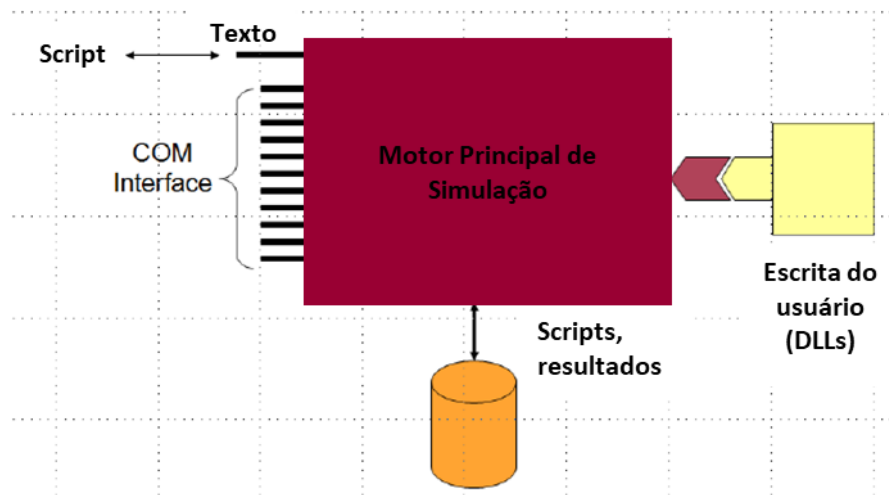 Texto
Script
COM
Interface
Motor Principal de
Simulação
Escrita do
usuário
(DLLs)
Scripts,
resultados